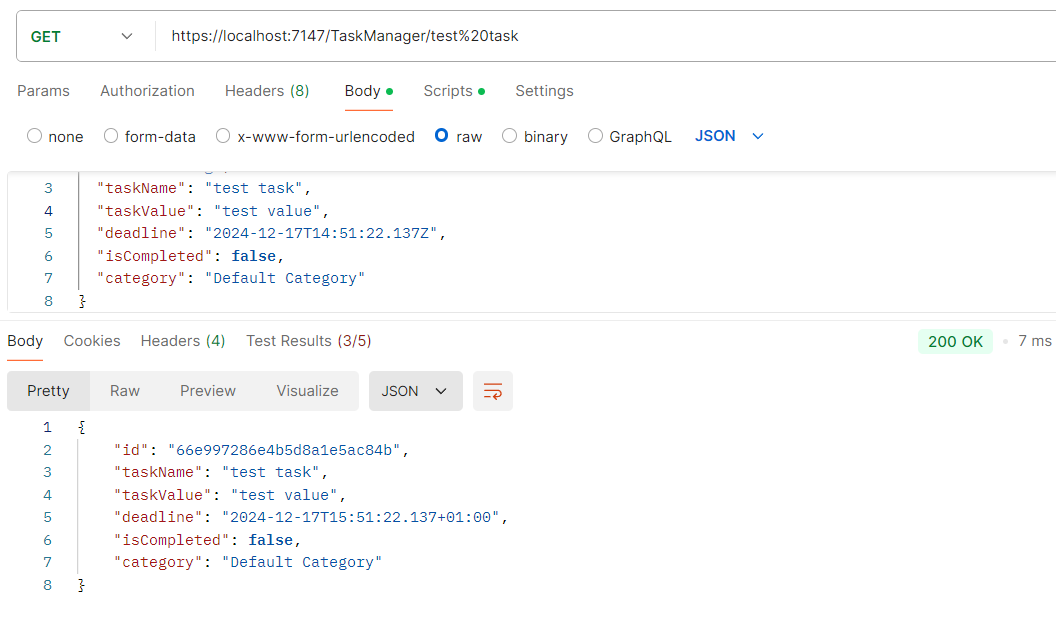 GET https://localhost:7147/TaskManager/test%20task
Params Authorization Headers (8) Body Scripts Settings
none form-data x-www-form-urlencoded raw binary GraphQL JSON
3 "taskName": "test task",
4 "taskValue": "test value",
5 "deadline": "2024-12-17T14:51:22.137Z",
6 "isCompleted": false,
7 "category": "Default Category"
8 }
Body Cookies Headers (4) Test Results (3/5) 200 OK 7 ms
Pretty Raw Preview Visualize JSON
1 {
2 "id": "66e997286e4b5d8a1e5ac84b",
3 "taskName": "test task",
4 "taskValue": "test value",
5 "deadline": "2024-12-17T15:51:22.137+01:00",
6 "isCompleted": false,
7 "category": "Default Category"
8 }